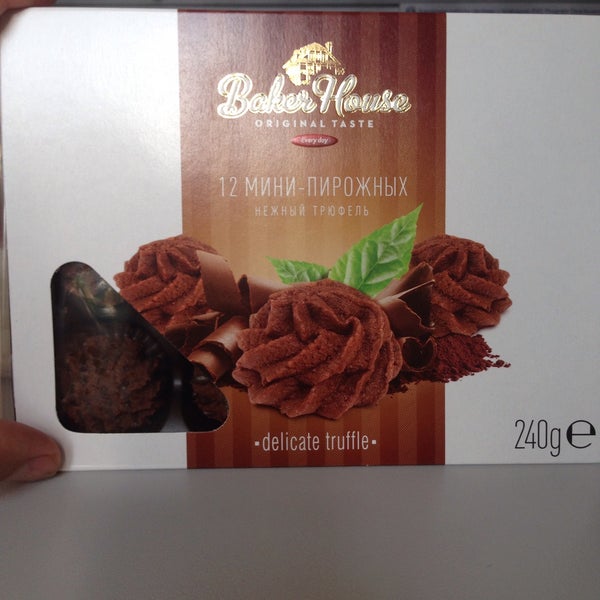 Baker House
ORIGINAL TASTE
Every day
12 МИНИ-ПИРОЖНЫХ
НЕЖНЫЙ ТРЮФЕЛЬ
▪delicate truffle▪
240g℮